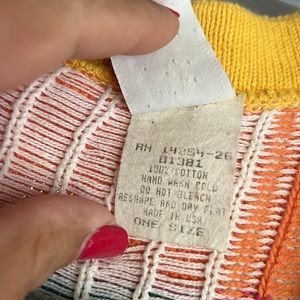 RN 14254-26
01381
100% COTTON
HAND WASH COLD
DO NOT BLEACH
RESHAPE AND DRY FLAT
MADE IN USA
ONE SIZE